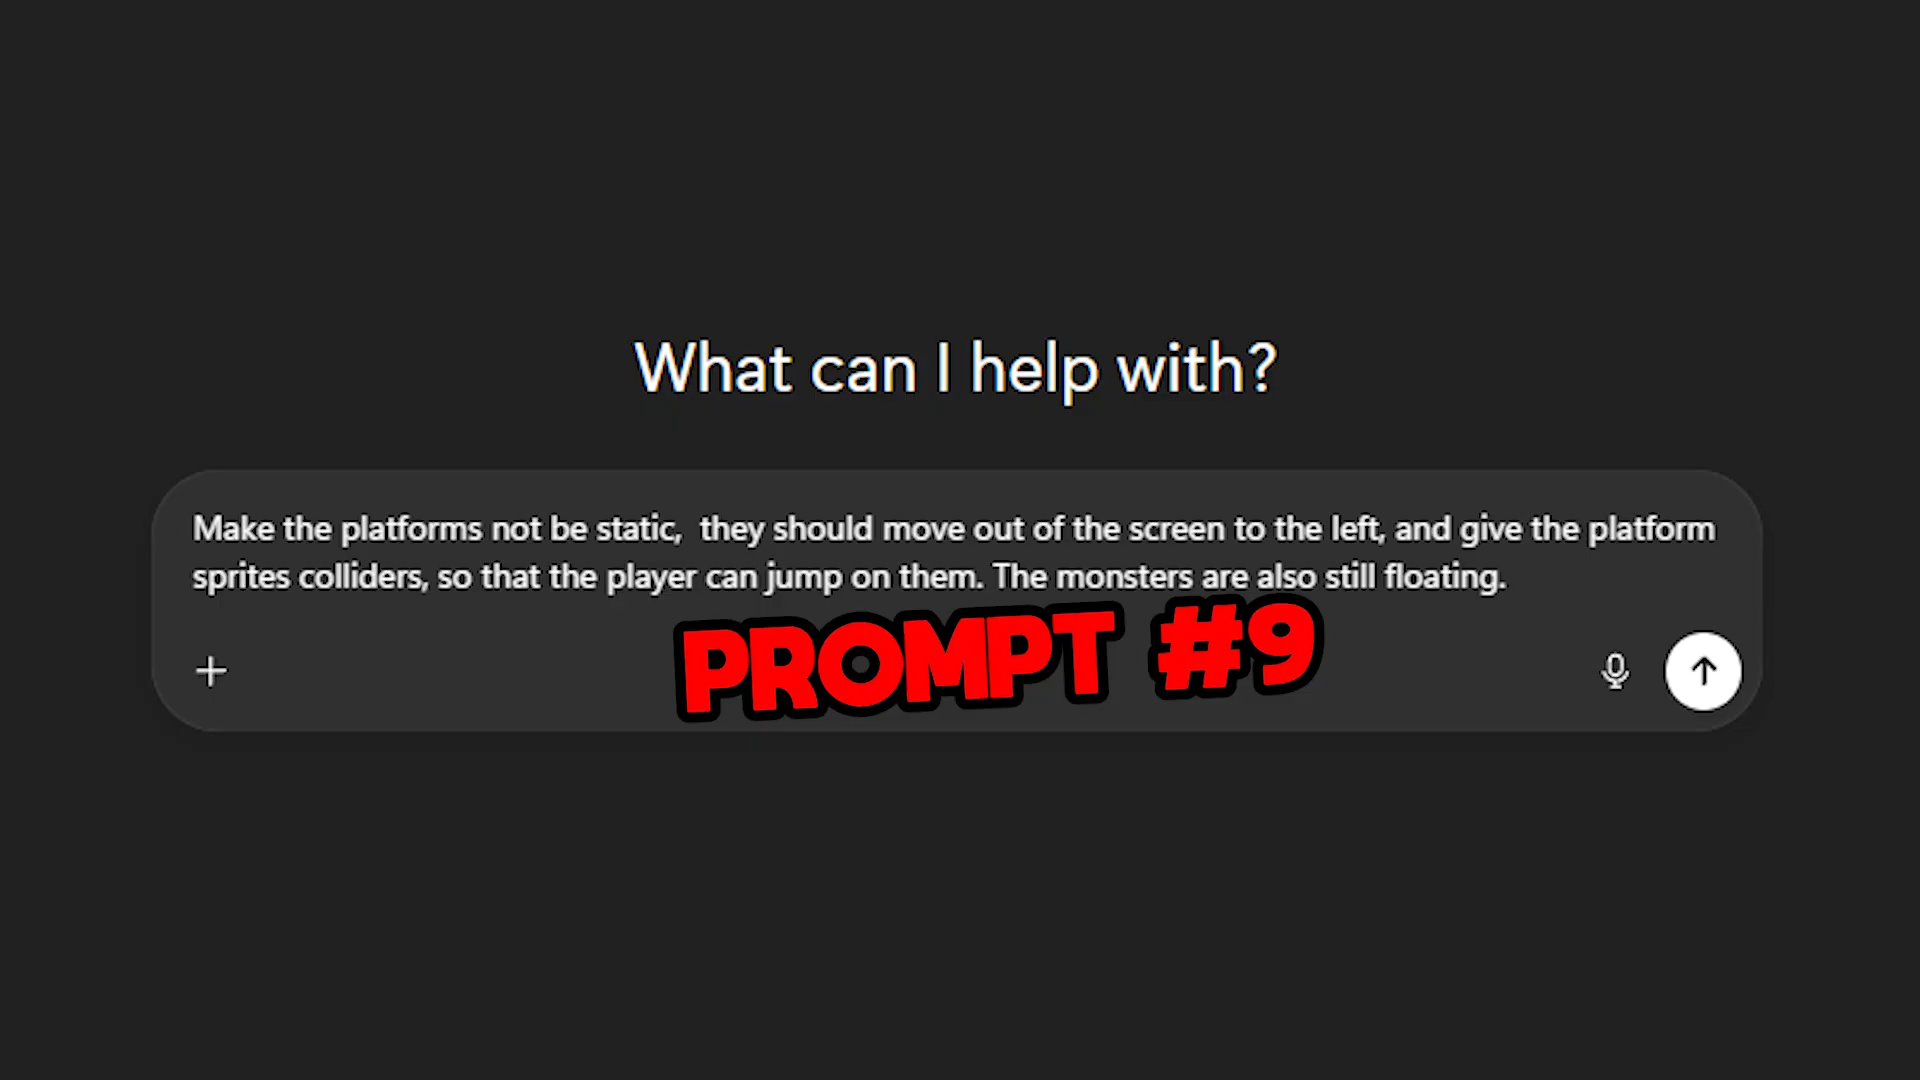 What can I help with?
Make the platforms not be static,  they should move out of the screen to the left, and give the platform
sprites colliders, so that the player can jump on them. The monsters are also still floating.
PROMPT #9